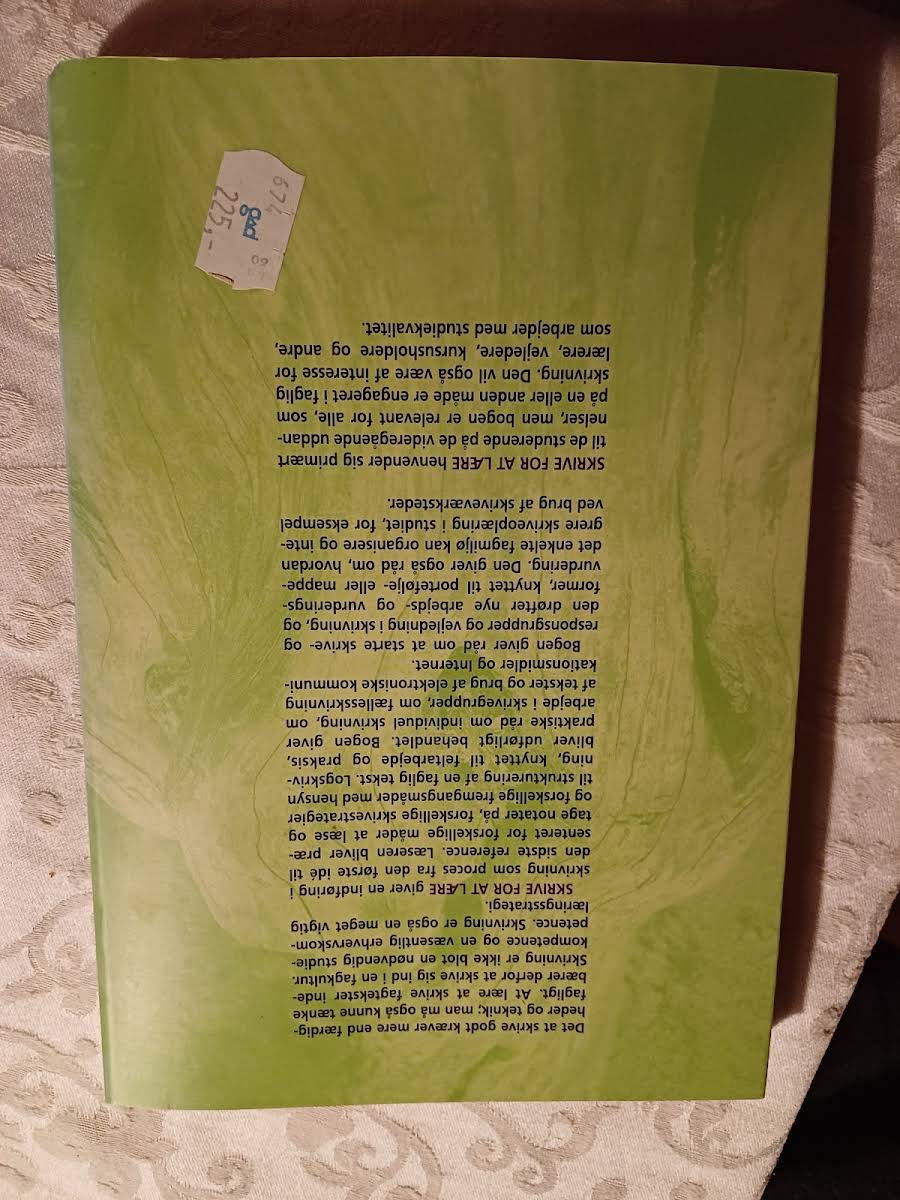 Det at skrive godt kræver mere end færdig-
heder og teknik; man må også kunne tænke
fagligt. At lære at skrive fagtekster inde-
bærer derfor at skrive sig ind i en fagkultur.
Skrivning er ikke blot en nødvendig studie-
kompetence og en væsentlig erhvervskom-
petence. Skrivning er også en meget vigtig
læringsstrategi.
SKRIVE FOR AT LÆRE giver en indføring i
skrivning som proces fra den første idé til
den sidste reference. Læseren bliver præ-
senteret for forskellige måder at læse og
tage notater på, forskellige skrivestrategier
og forskellige fremgangsmåder med hensyn
til strukturering af en faglig tekst. Logskriv-
ning, knyttet til feltarbejde og praksis,
bliver udførligt behandlet. Bogen giver
praktiske råd om individuel skrivning, om
arbejde i skrivegrupper, om fællesskrivning
af tekster og brug af elektroniske kommuni-
kationsmidler og Internet.
Bogen giver råd om at starte skrive- og
responsgrupper og vejledning i skrivning, og
den drøfter nye arbejds- og vurderings-
former, knyttet til portefølje- eller mappe-
vurdering. Den giver også råd om, hvordan
det enkelte fagmiljø kan organisere og inte-
grere skriveoplæring i studiet, for eksempel
ved brug af skriveværksteder.
SKRIVE FOR AT LÆRE henvender sig primært
til de studerende på de videregående uddan-
nelser, men bogen er relevant for alle, som
på en eller anden måde er engageret i faglig
skrivning. Den vil også være af interesse for
lærere, vejledere, kursusholdere og andre,
som arbejder med studiekvalitet.
674
gad
225,-